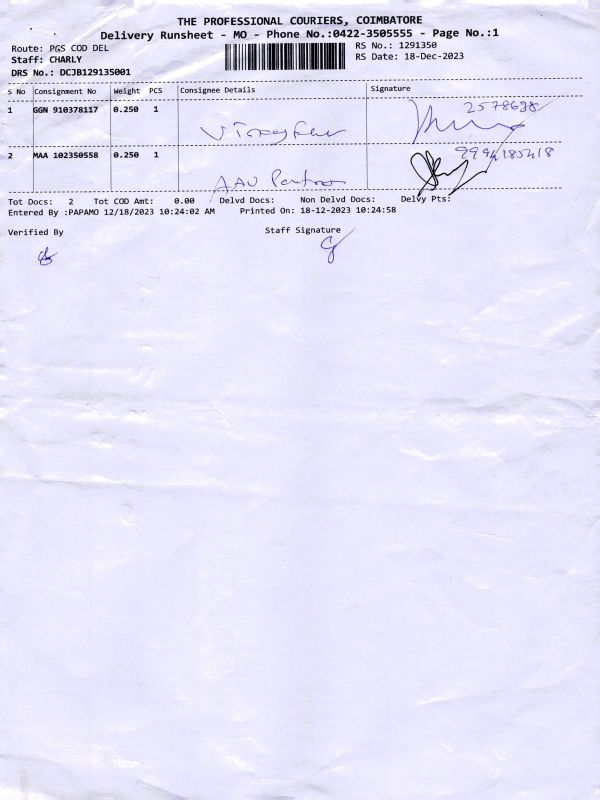 THE PROFESSIONAL COURIERS, COIMBATORE
Delivery Runsheet - MO - Phone No.:0422-3505555 - Page No.:1
Route: PGS COD DEL RS No.: 1291350
Staff: CHARLY RS Date: 18-Dec-2023
DRS No.: DCJB129135001
S No Consignment No Weight PCS Consignee Details Signature
1 GGN 910378117 0.250 1 2578698
2 MAA 102350558 0.250 1 9994185418
AAV
Tot Docs: 2 Tot COD Amt: 0.00 Delvd Docs: Non Delvd Docs: Delvy Pts:
Entered By :PAPAMO 12/18/2023 10:24:02 AM Printed On: 18-12-2023 10:24:58
Verified By Staff Signature